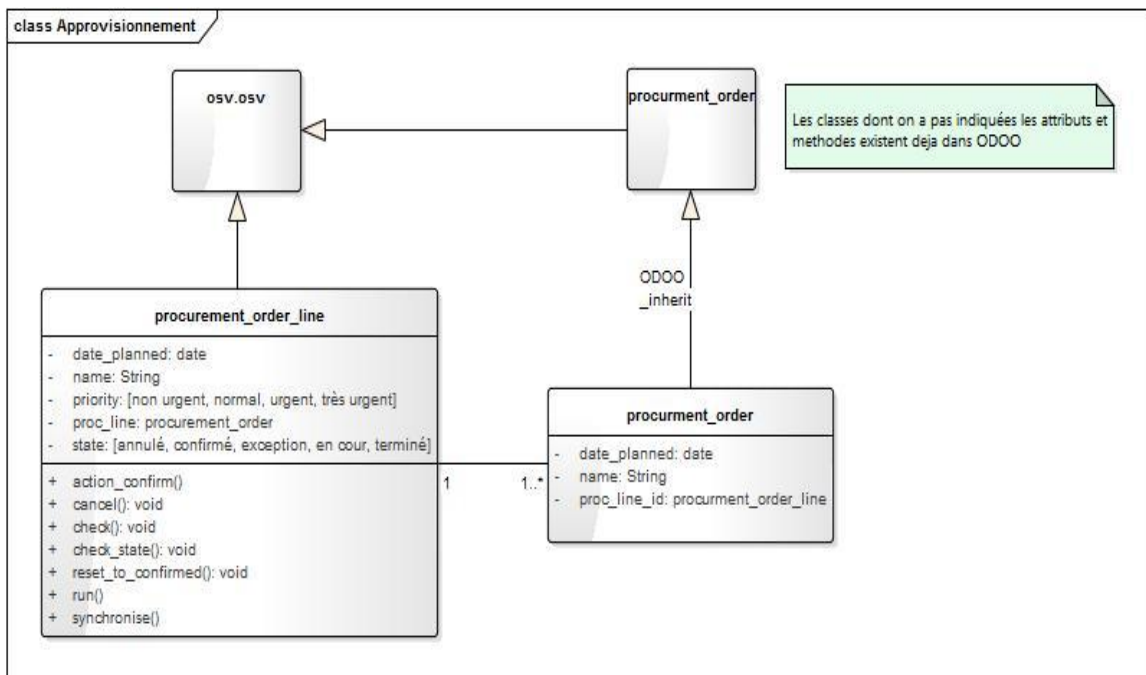 class Approvisionnement
osv.osv
procurment_order
Les classes dont on a pas indiquées les attributs et
methodes existent deja dans ODOO
ODOO
_inherit
procurement_order_line
- date_planned: date
- name: String
- priority: [non urgent, normal, urgent, très urgent]
- proc_line: procurement_order
- state: [annulé, confirmé, exception, en cour, terminé]
+ action_confirm()
+ cancel(): void
+ check(): void
+ check_state(): void
+ reset_to_confirmed(): void
+ run()
+ synchronise()
1
1..*
procurment_order
- date_planned: date
- name: String
- proc_line_id: procurment_order_line